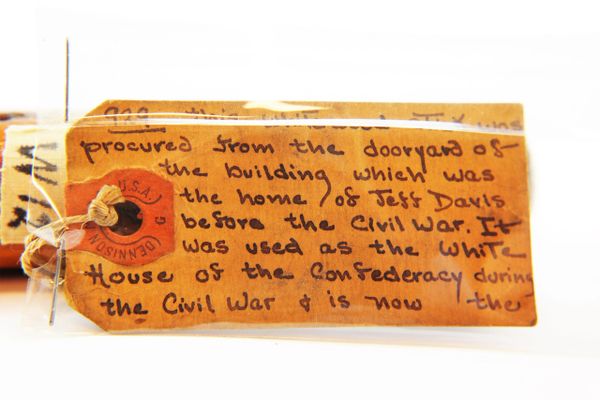 procured from the dooryard of
the building which was
the home of Jeff Davis
before the Civil War. It
was used as the White
House of the Confederacy during
the Civil War & is now the
U.S.A.
DENNISON